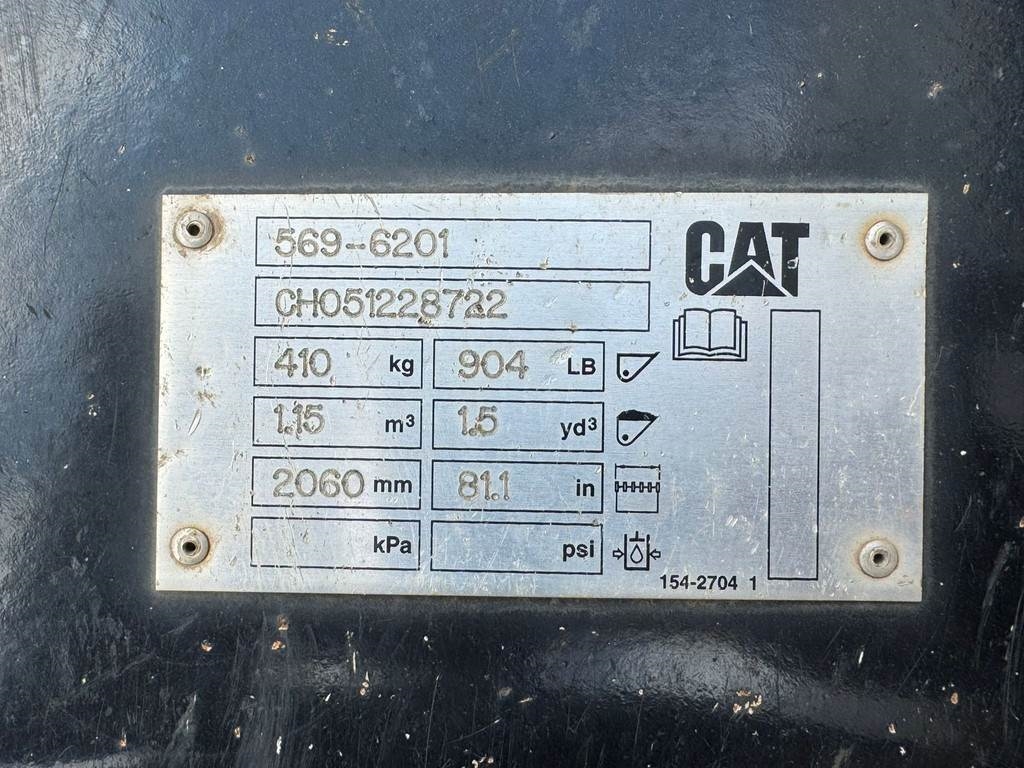 569-6201
CAT
CH051228722
410 kg 904 LB
1.15 m³ 1.5 yd³
2060 mm 81.1 in
kPa psi
154-2704 1